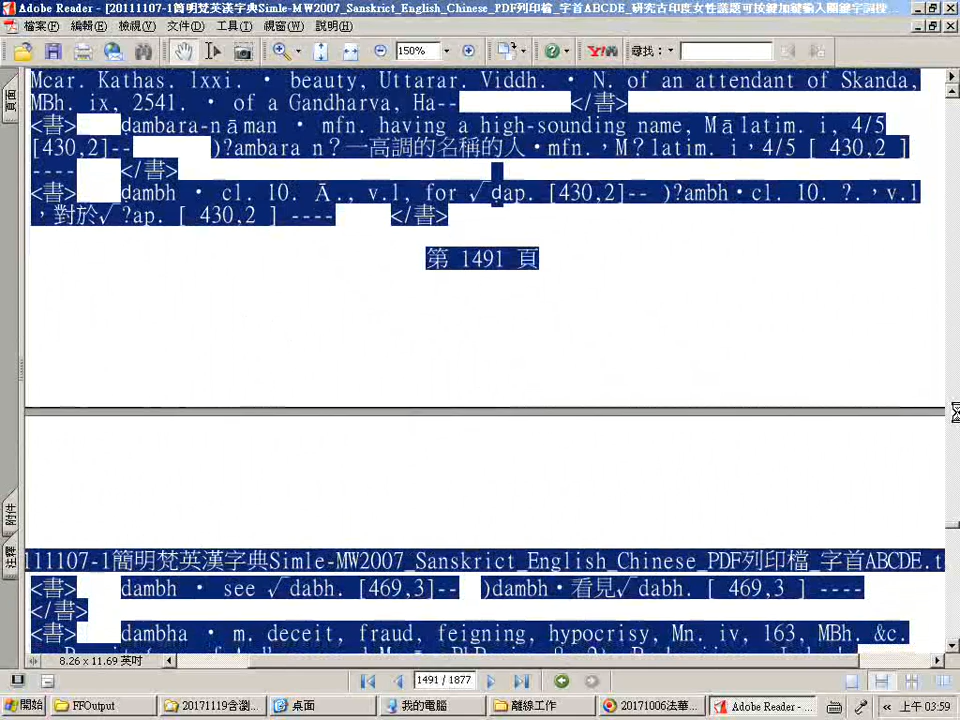 Adobe Reader - [20111107-1簡明梵英漢字典Simle-MW2007_Sanskrict_English_Chinese_PDF列印檔_字首ABCDE_研究古印度女性議題可按鍵加鍵輸入關鍵字詞搜
檔案(F) 編輯(E) 檢視(V) 文件(D) 工具(T) 視窗(W) 說明(H)
150% 尋找:
頁面
Mcar. Kathas. lxxi. ・ beauty, Uttarar. Viddh. ・ N. of an attendant of Skanda,
MBh. ix, 2541. ・ of a Gandharva, Ha-- </書>
<書> ḍambara-nāman ・ mfn. having a high-sounding name, Mālatim. i, 4/5
[430,2]-- )?ambara n？一高調的名稱的人・mfn.，M？latim. i，4/5 [ 430,2 ]
---- </書>
<書> ḍambh ・ cl. 10. Ā., v.l, for √ḍap. [430,2]-- )?ambh・cl. 10. ?.，v.l
，對於√?ap. [ 430,2 ] ---- </書>
第 1491 頁
附件
注釋
111107-1簡明梵英漢字典Simle-MW2007_Sanskrict_English_Chinese_PDF列印檔_字首ABCDE.t
<書> dambh ・ see √dabh. [469,3]-- )dambh・看見√dabh. [ 469,3 ] ----
</書>
<書> dambha ・ m. deceit, fraud, feigning, hypocrisy, Mn. iv, 163, MBh. &c.
8.26 x 11.69 英吋
1491 / 1877
開始 FFOutput 20171119含瀏... 桌面 我的電腦 離線工作 20171006法華... Adobe Reader - ... 上午 03:59